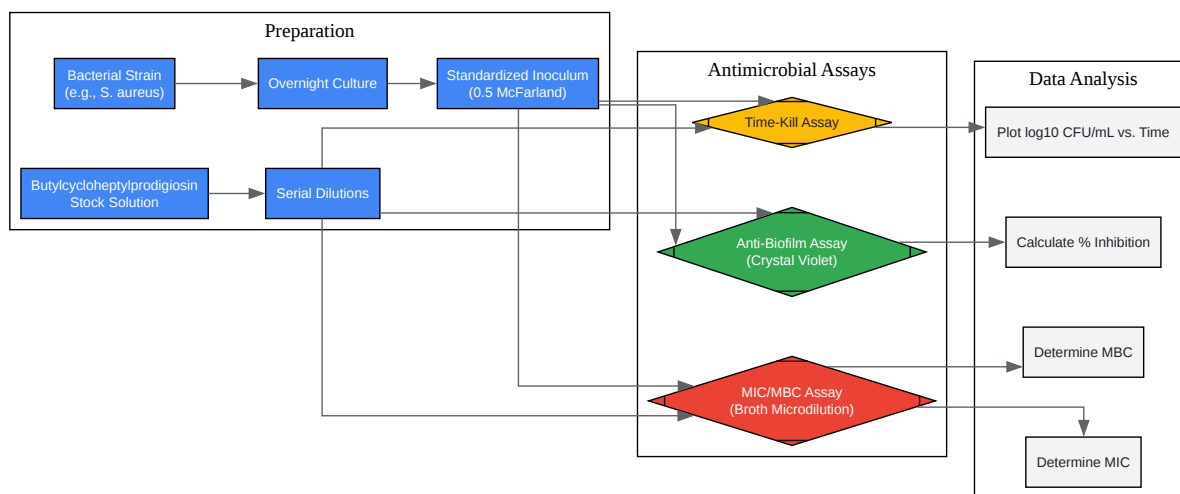 Preparation
Bacterial Strain
(e.g., S. aureus)
Overnight Culture
Standardized Inoculum
(0.5 McFarland)
Butylcycloheptylprodigiosin
Stock Solution
Serial Dilutions
Antimicrobial Assays
Time-Kill Assay
Anti-Biofilm Assay
(Crystal Violet)
MIC/MBC Assay
(Broth Microdilution)
Data Analysis
Plot log10 CFU/mL vs. Time
Calculate % Inhibition
Determine MBC
Determine MIC